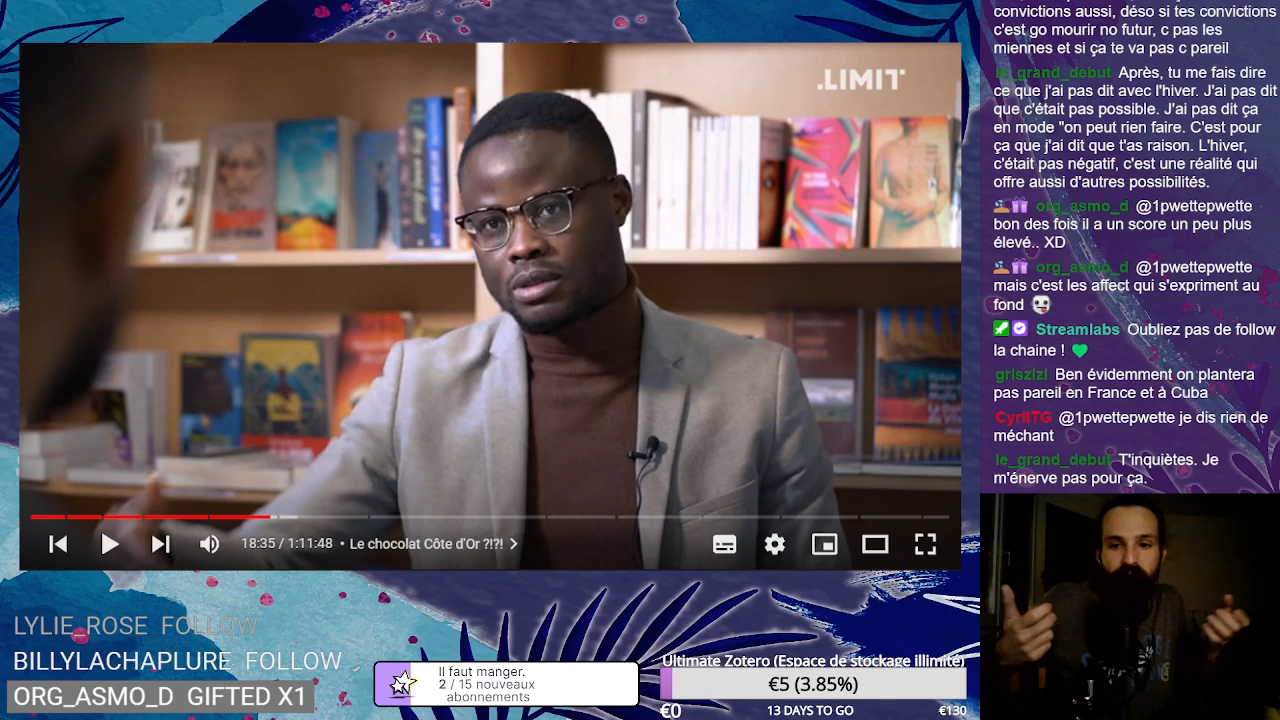 .LIMIT
18:35 / 1:11:48 • Le chocolat Côte d'Or ?!?!
LYLIE_ROSE FOLLOW
BILLYLACHAPLURE FOLLOW
ORG_ASMO_D GIFTED X1
Il faut manger.
2 / 15 nouveaux
abonnements
Ultimate Zotero (Espace de stockage illimité)
€5 (3.85%)
€0
13 DAYS TO GO
€130
convictions aussi, déso si tes convictions
c'est go mourir no futur, c pas les
miennes et si ça te va pas c pareil
le_grand_debut Après, tu me fais dire
ce que j'ai pas dit avec l'hiver. J'ai pas dit
que c'était pas possible. J'ai pas dit ça
en mode "on peut rien faire. C'est pour
ça que j'ai dit que t'as raison. L'hiver,
c'était pas négatif, c'est une réalité qui
offre aussi d'autres possibilités.
org_asmo_d @1pwettepwette
bon des fois il a un score un peu plus
élevé.. XD
org_asmo_d @1pwettepwette
mais c'est les affect qui s'expriment au
fond
Streamlabs Oubliez pas de follow
la chaine !
griszizi Ben évidemment on plantera
pas pareil en France et à Cuba
CyrilTG @1pwettepwette je dis rien de
méchant
le_grand_debut T'inquiètes. Je
m'énerve pas pour ça.